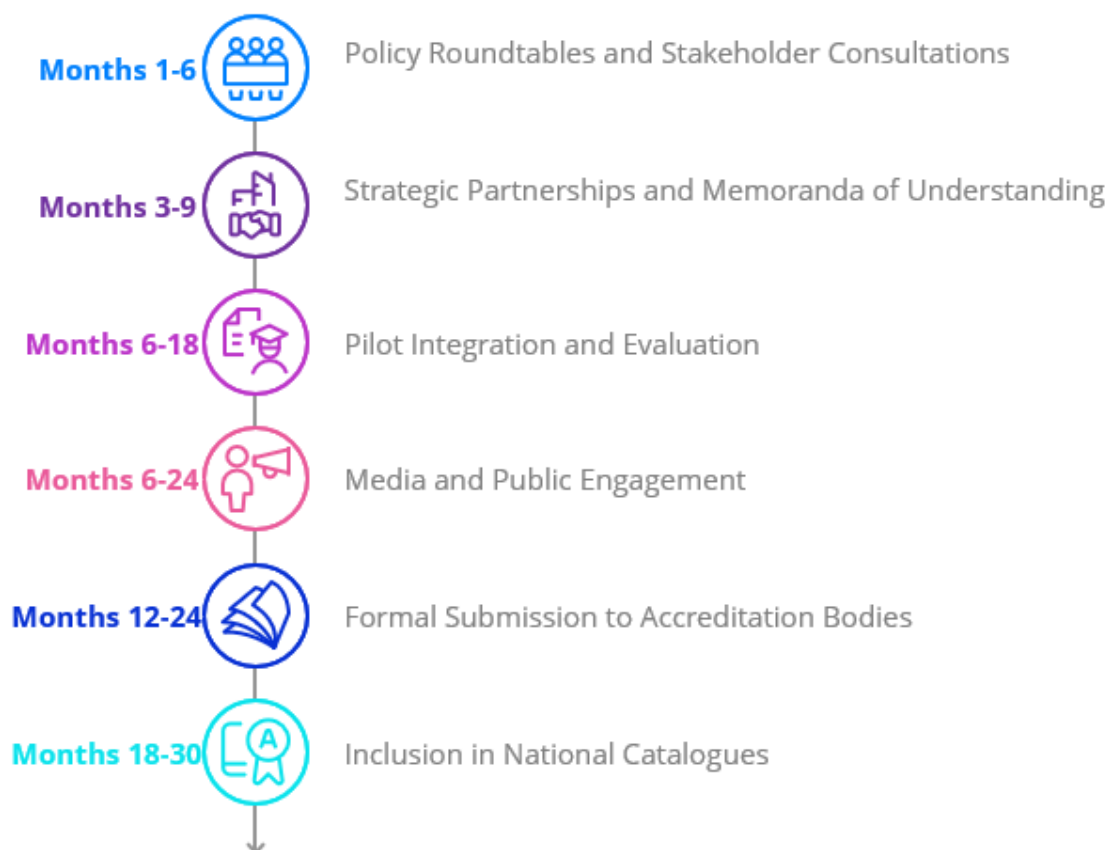 Months 1-6
Policy Roundtables and Stakeholder Consultations
Months 3-9
Strategic Partnerships and Memoranda of Understanding
Months 6-18
Pilot Integration and Evaluation
Months 6-24
Media and Public Engagement
Months 12-24
Formal Submission to Accreditation Bodies
Months 18-30
A
Inclusion in National Catalogues